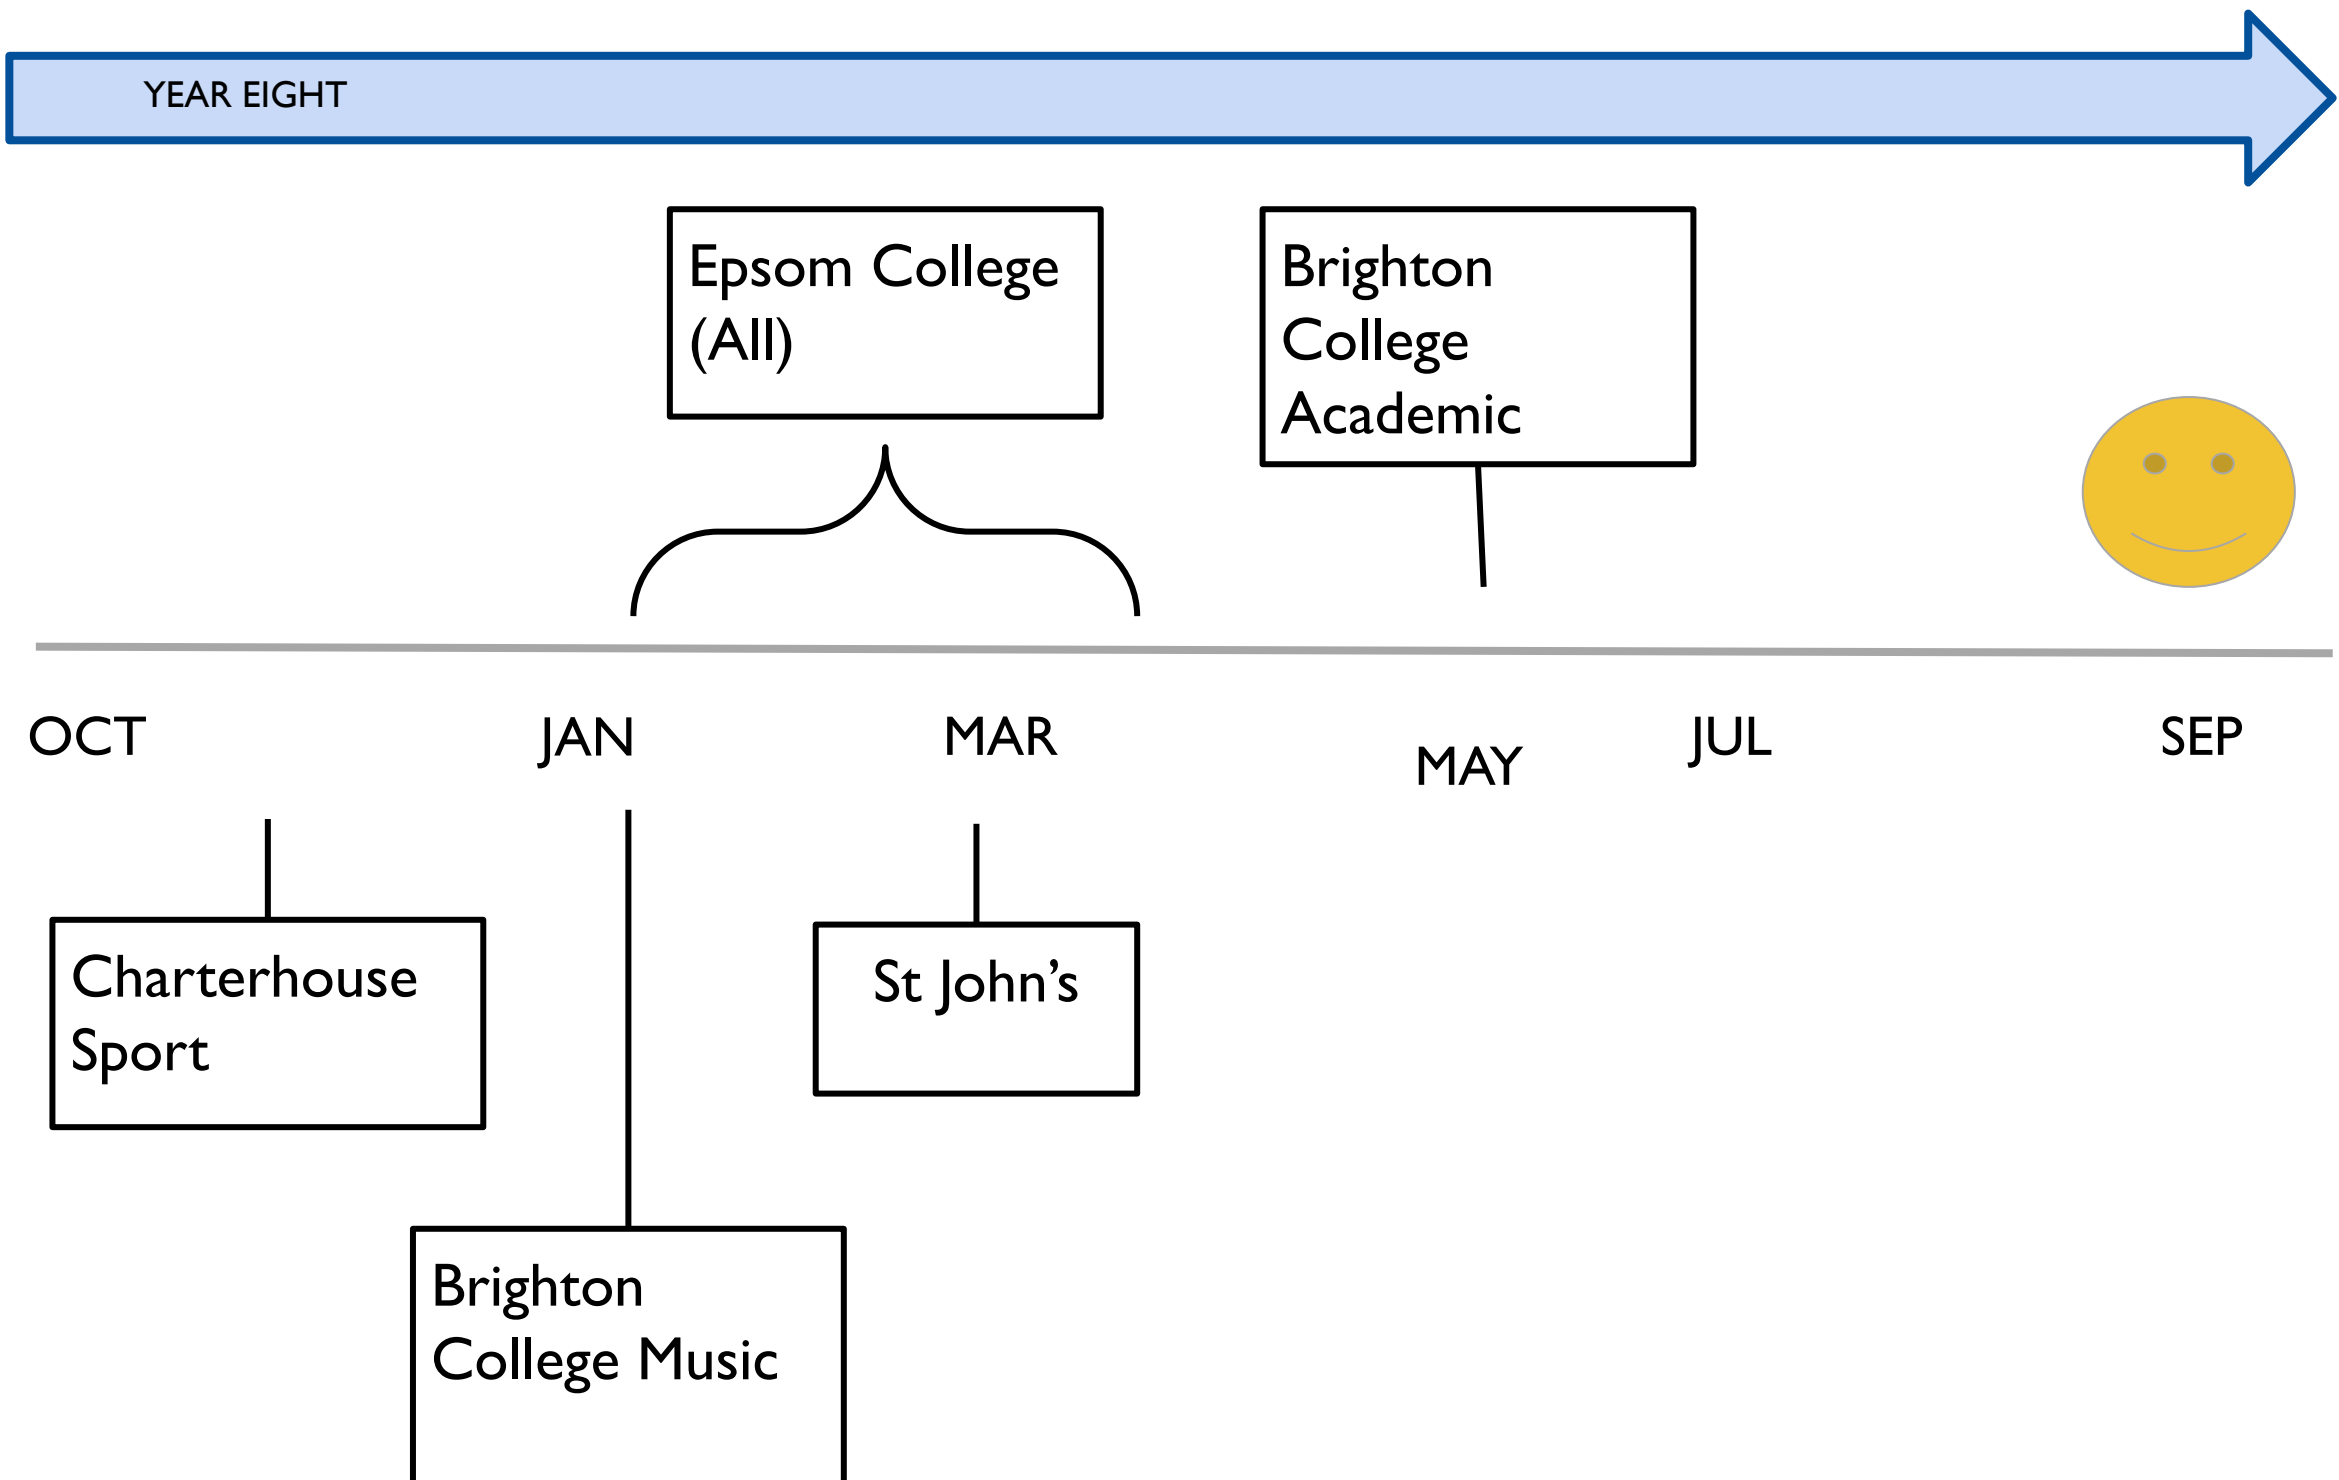 YEAR EIGHT
Epsom College
(All)
Brighton
College
Academic
OCT
JAN
MAR
MAY
JUL
SEP
Charterhouse
Sport
St John’s
Brighton
College Music